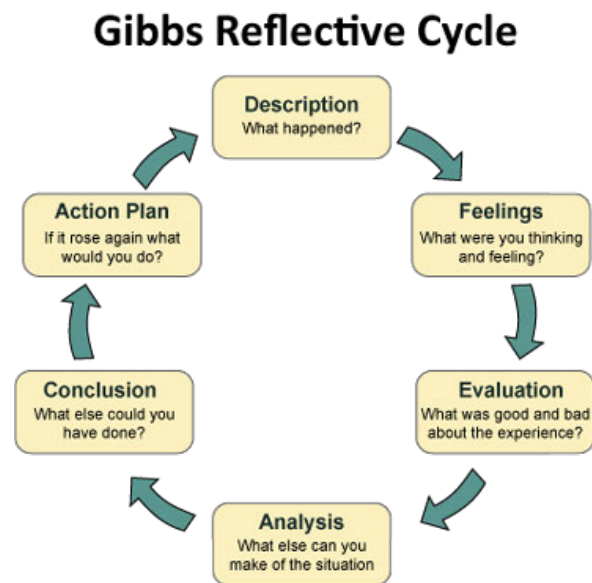 Gibbs Reflective Cycle
Description
What happened?
Feelings
What were you thinking
and feeling?
Evaluation
What was good and bad
about the experience?
Analysis
What else can you
make of the situation
Conclusion
What else could you
have done?
Action Plan
If it rose again what
would you do?